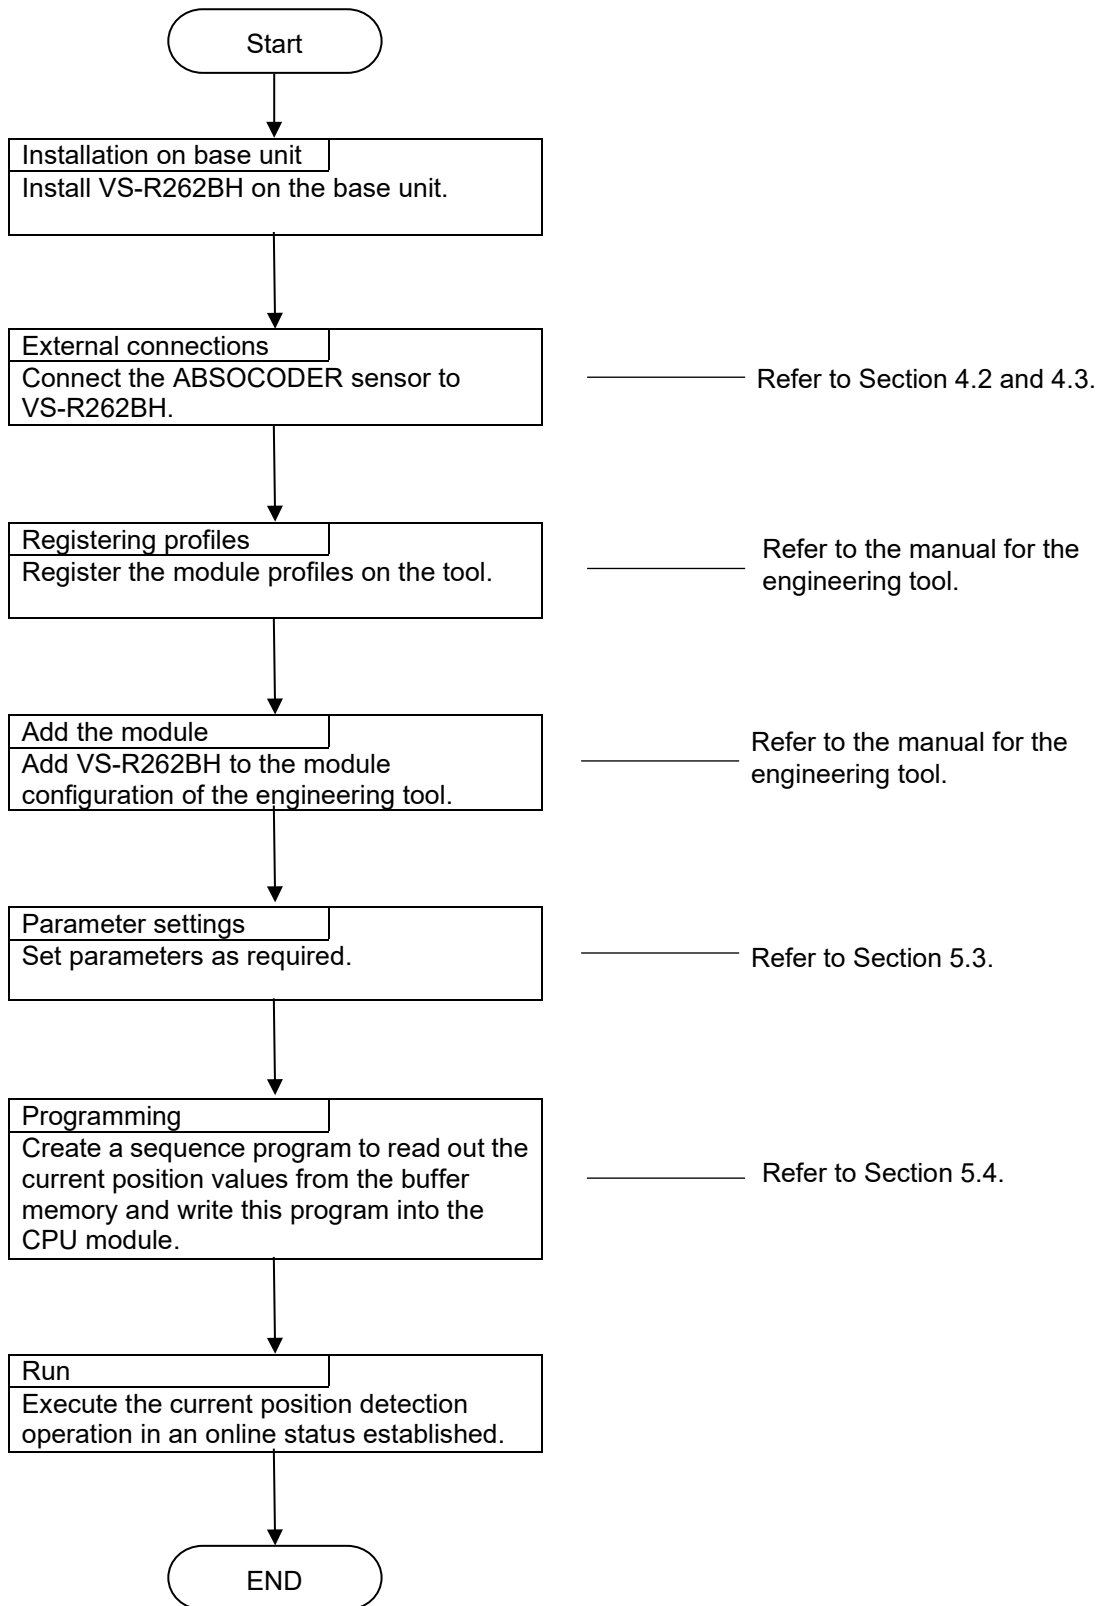 Start
Installation on base unit
Install VS-R262BH on the base unit.
External connections
Connect the ABSOCODER sensor to
VS-R262BH.
Refer to Section 4.2 and 4.3.
Registering profiles
Register the module profiles on the tool.
Refer to the manual for the
engineering tool.
Add the module
Add VS-R262BH to the module
configuration of the engineering tool.
Refer to the manual for the
engineering tool.
Parameter settings
Set parameters as required.
Refer to Section 5.3.
Programming
Create a sequence program to read out the
current position values from the buffer
memory and write this program into the
CPU module.
Refer to Section 5.4.
Run
Execute the current position detection
operation in an online status established.
END